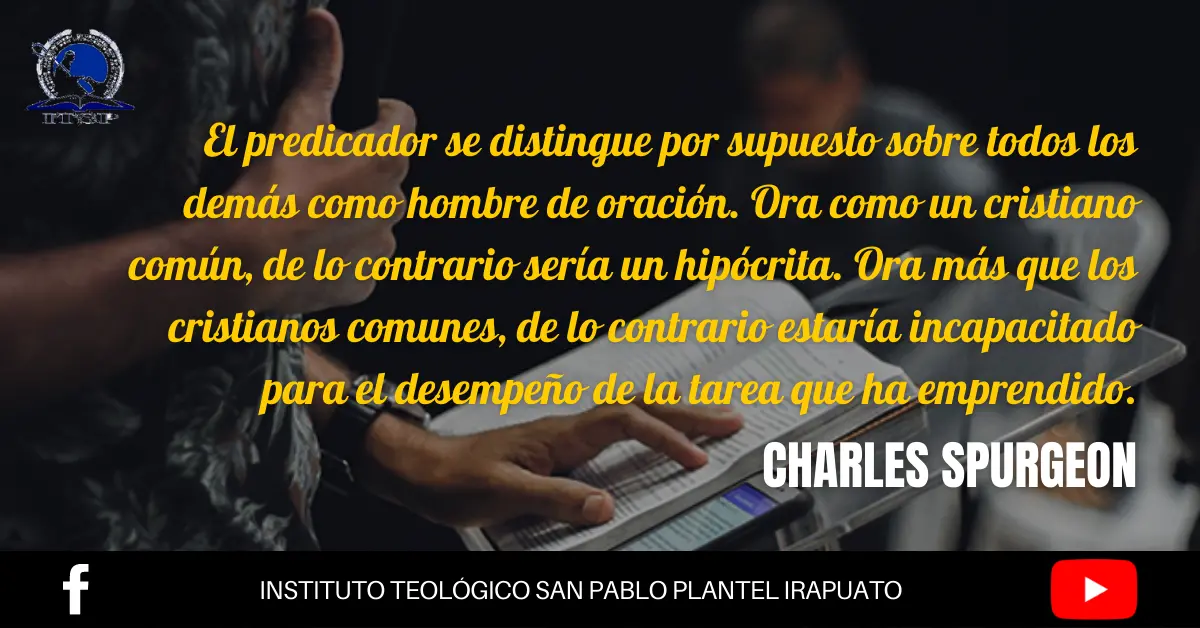 El predicador se distingue por supuesto sobre todos los
demás como hombre de oración. Ora como un cristiano
común, de lo contrario sería un hipócrita. Ora más que los
cristianos comunes, de lo contrario estaría incapacitado
para el desempeño de la tarea que ha emprendido.
CHARLES SPURGEON
INSTITUTO TEOLÓGICO SAN PABLO PLANTEL IRAPUATO